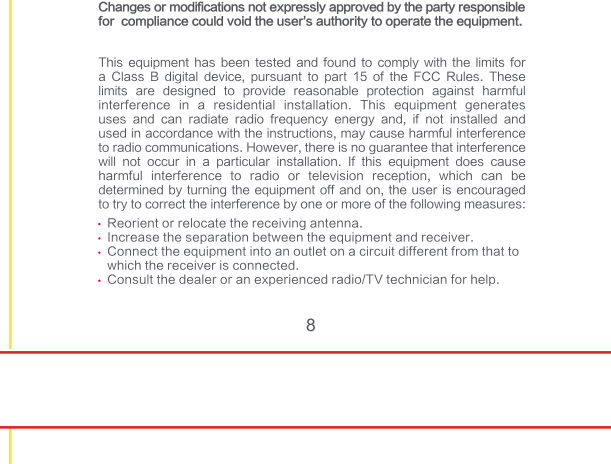 Changes or modifications not expressly approved by the party responsible
for compliance could void the user's authority to operate the equipment.
This equipment has been tested and found to comply with the limits for
a Class B digital device, pursuant to part 15 of the FCC Rules. These
limits are designed to provide reasonable protection against harmful
interference in a residential installation. This equipment generates
uses and can radiate radio frequency energy and, if not installed and
used in accordance with the instructions, may cause harmful interference
to radio communications. However, there is no guarantee that interference
will not occur in a particular installation. If this equipment does cause
harmful interference to radio or television reception, which can be
determined by turning the equipment off and on, the user is encouraged
to try to correct the interference by one or more of the following measures:
• Reorient or relocate the receiving antenna.
• Increase the separation between the equipment and receiver.
• Connect the equipment into an outlet on a circuit different from that to
which the receiver is connected.
• Consult the dealer or an experienced radio/TV technician for help.
8